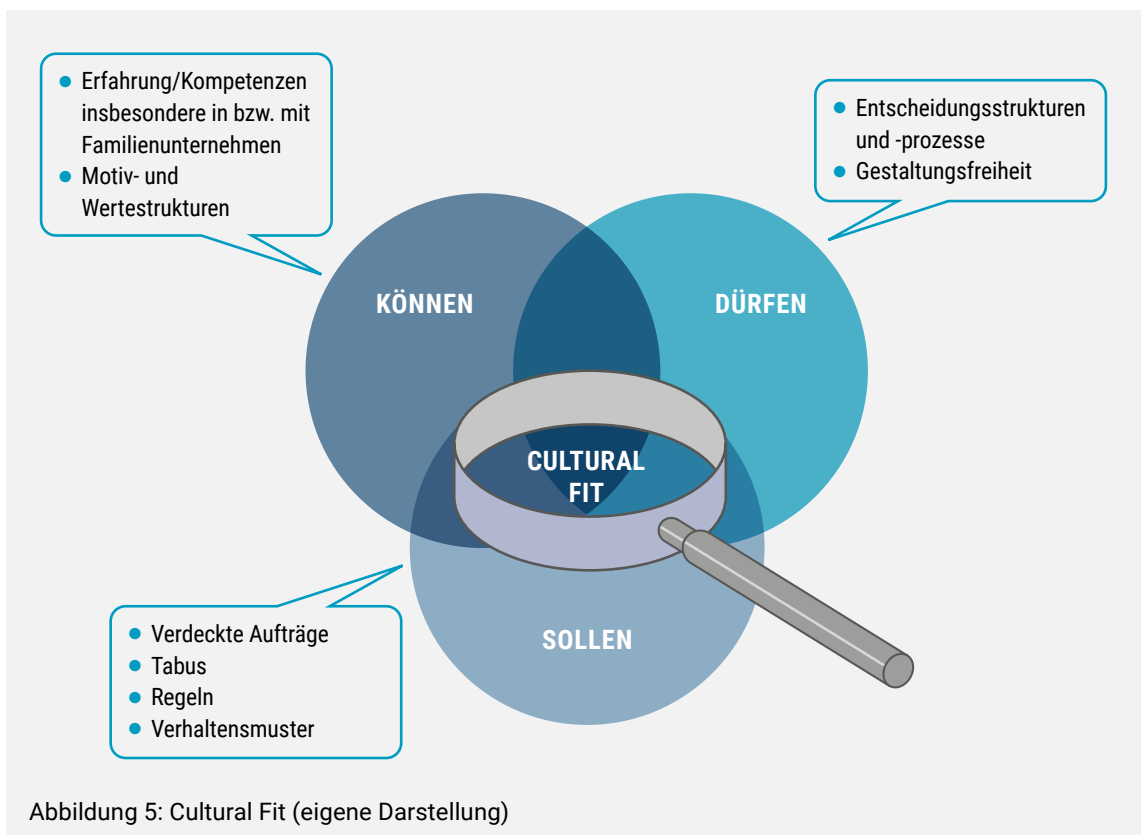 ● Erfahrung/Kompetenzen
insbesondere in bzw. mit
Familienunternehmen
● Motiv- und
Wertestrukturen
● Entscheidungsstrukturen
und -prozesse
● Gestaltungsfreiheit
KÖNNEN
DÜRFEN
CULTURAL
FIT
SOLLEN
● Verdeckte Aufträge
● Tabus
● Regeln
● Verhaltensmuster
Abbildung 5: Cultural Fit (eigene Darstellung)